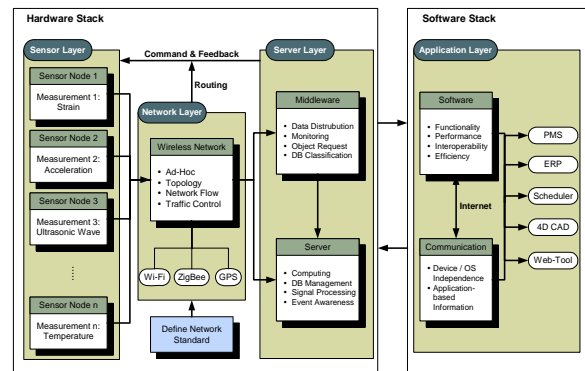 Hardware Stack
Software Stack
Sensor Layer
Command & Feedback
Server Layer
Application Layer
Routing
Network Layer
Sensor Node 1
Measurement 1:
Strain
Sensor Node 2
Measurement 2:
Acceleration
Sensor Node 3
Measurement 3:
Ultrasonic Wave
Sensor Node n
Measurement n:
Temperature
Wireless Network
• Ad-Hoc
• Topology
• Network Flow
• Traffic Control
Wi-Fi
ZigBee
GPS
Define Network
Standard
Middleware
• Data Distrubution
• Monitoring
• Object Request
• DB Classification
Server
• Computing
• DB Management
• Signal Processing
• Event Awareness
Software
• Functionality
• Performance
• Interoperability
• Efficiency
Internet
Communication
• Device / OS
Independence
• Application-
based
Information
PMS
ERP
Scheduler
4D CAD
Web-Tool